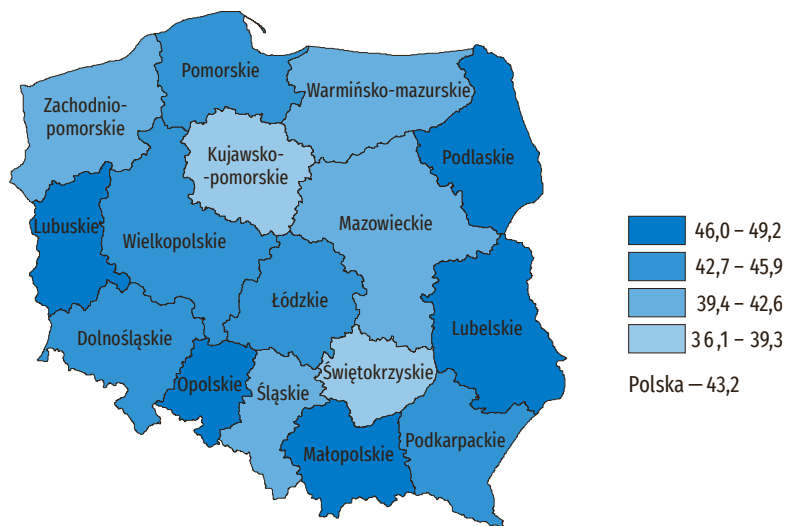 Pomorskie
Warmińsko-mazurskie
Zachodnio-
pomorskie
Kujawsko-
-pomorskie
Podlaskie
Lubuskie
Wielkopolskie
Mazowieckie
Łódzkie
Dolnośląskie
Lubelskie
Opolskie
Śląskie
Świętokrzyskie
Małopolskie
Podkarpackie
46,0 – 49,2
42,7 – 45,9
39,4 – 42,6
36,1 – 39,3
Polska — 43,2